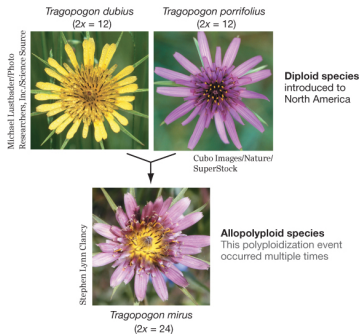 Tragopogon dubius
(2x = 12)
Tragopogon porrifolius
(2x = 12)
Michael Lustbader/Photo
Researchers, Inc./Science Source
Diploid species
introduced to
North America
Cubo Images/Nature/
SuperStock
Stephen Lynn Clancy
Allopolyploid species
This polyploidization event
occurred multiple times
Tragopogon mirus
(2x = 24)